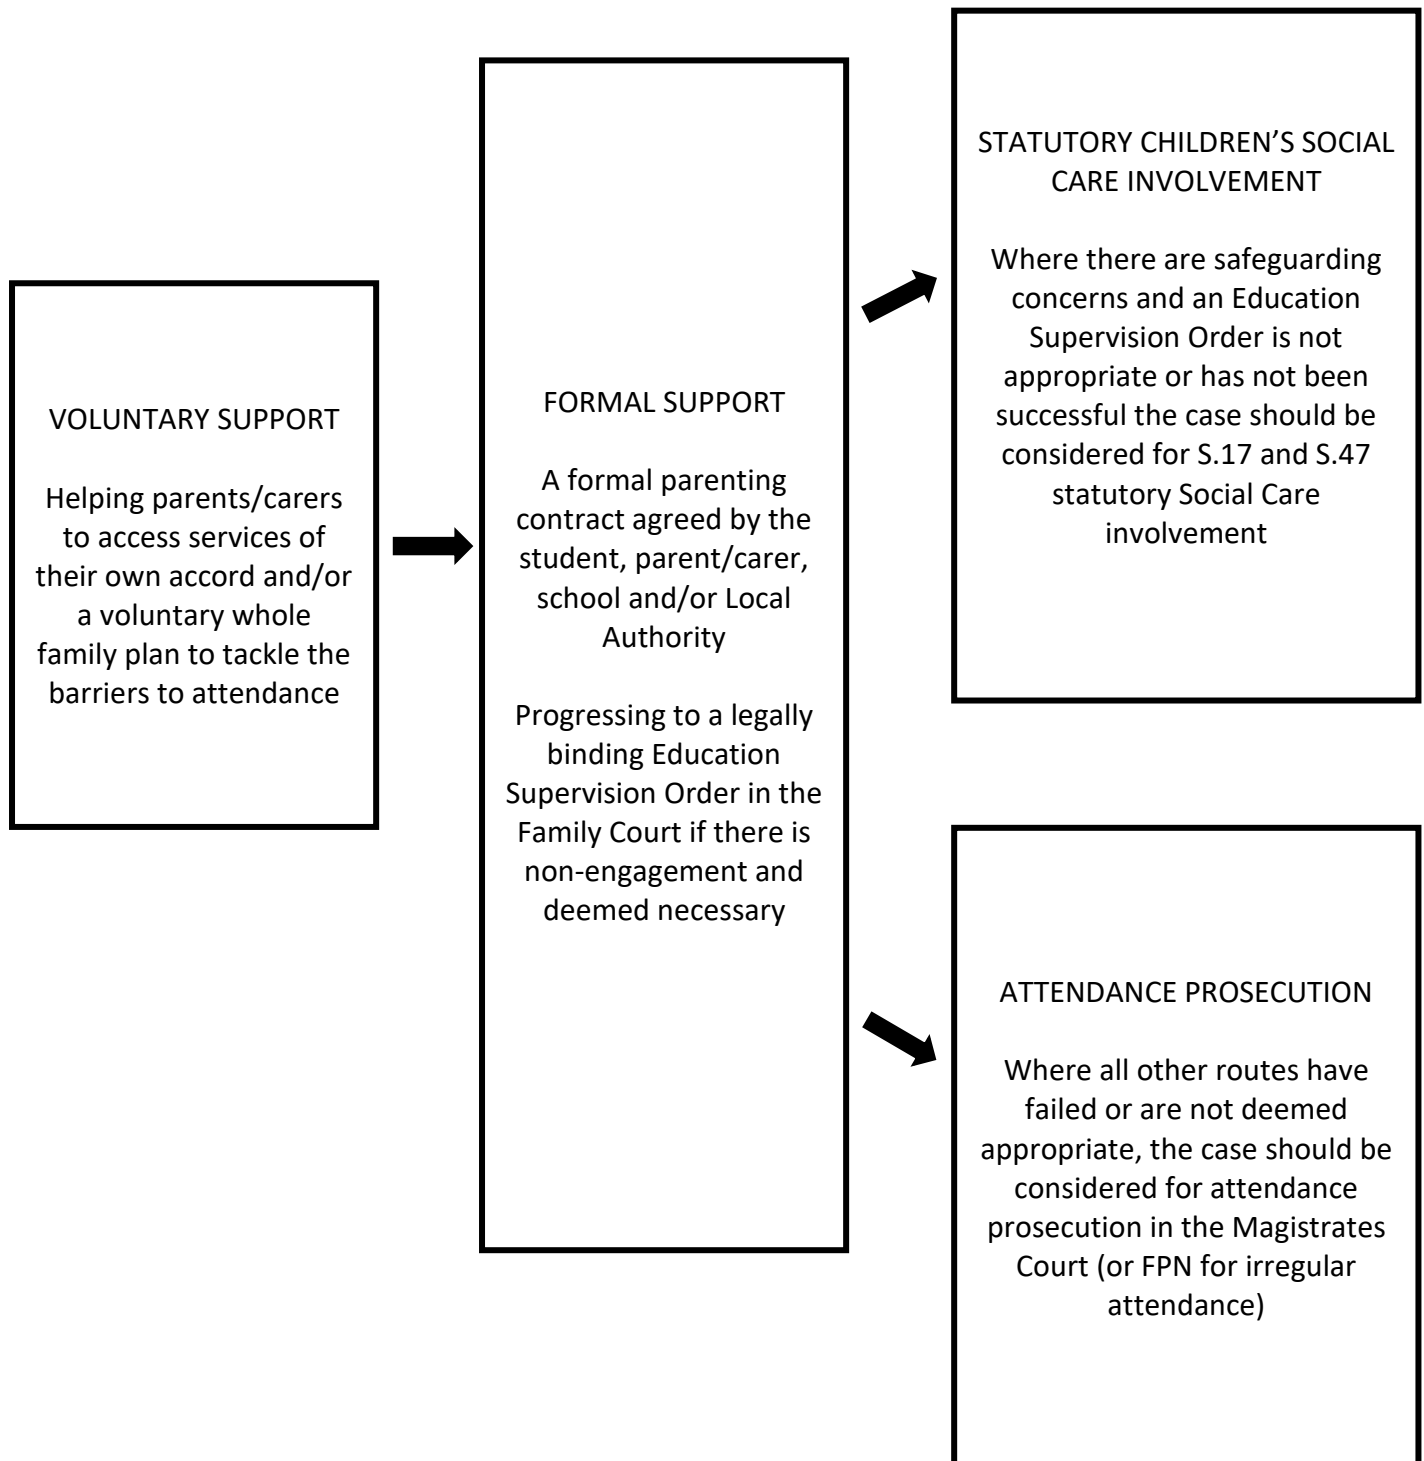 VOLUNTARY SUPPORT
Helping parents/carers
to access services of
their own accord and/or
a voluntary whole
family plan to tackle the
barriers to attendance
FORMAL SUPPORT
A formal parenting
contract agreed by the
student, parent/carer,
school and/or Local
Authority
Progressing to a legally
binding Education
Supervision Order in the
Family Court if there is
non-engagement and
deemed necessary
STATUTORY CHILDREN’S SOCIAL
CARE INVOLVEMENT
Where there are safeguarding
concerns and an Education
Supervision Order is not
appropriate or has not been
successful the case should be
considered for S.17 and S.47
statutory Social Care
involvement
ATTENDANCE PROSECUTION
Where all other routes have
failed or are not deemed
appropriate, the case should be
considered for attendance
prosecution in the Magistrates
Court (or FPN for irregular
attendance)